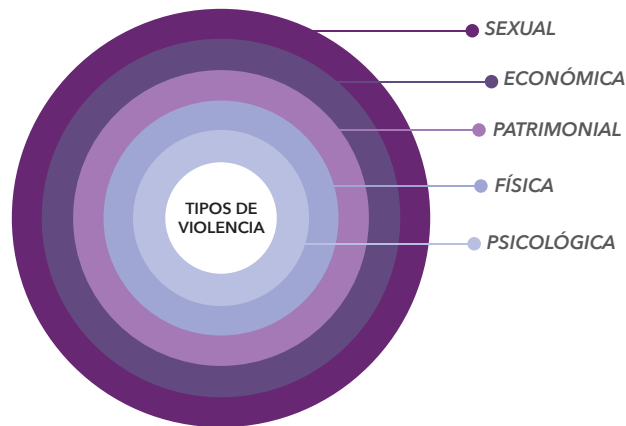 SEXUAL
ECONÓMICA
PATRIMONIAL
FÍSICA
TIPOS DE
VIOLENCIA
PSICOLÓGICA